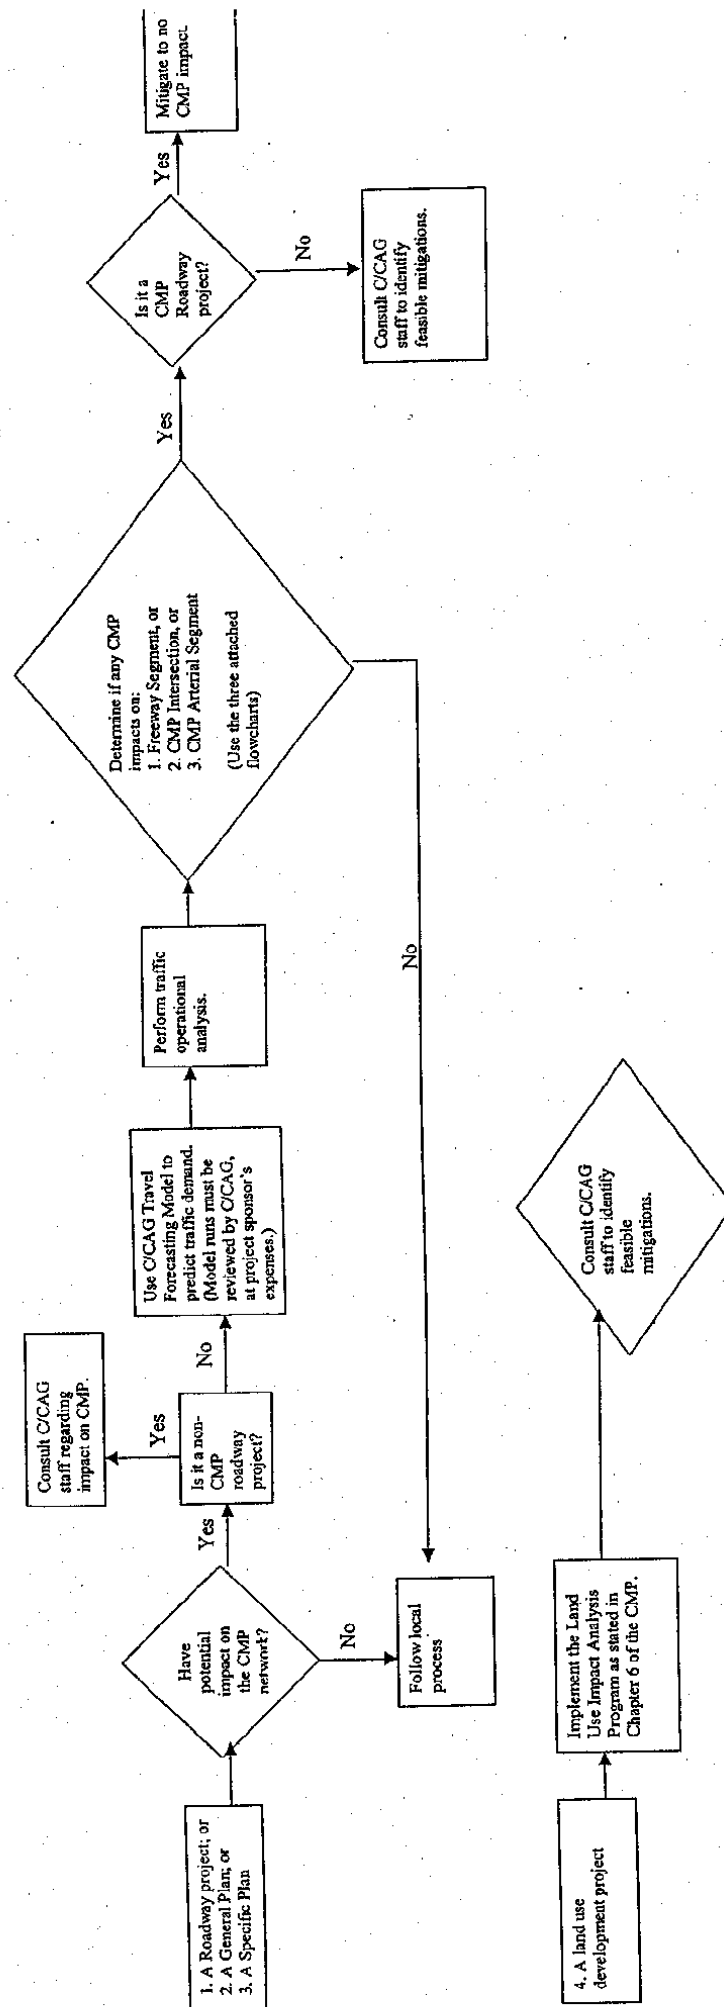 1. A Roadway project; or
2. A General Plan; or
3. A Specific Plan
Have
potential
impact on
the CMP
network?
Yes
No
Follow local
process
Is it a non-
CMP
roadway
project?
Yes
Consult C/CAG
staff regarding
impact on CMP.
No
Use C/CAG Travel
Forecasting Model to
predict traffic demand.
(Model runs must be
reviewed by C/CAG,
at project sponsor's
expenses.)
Perform traffic
operational
analysis.
Determine if any CMP
impacts on:
1. Freeway Segment, or
2. CMP Intersection, or
3. CMP Arterial Segment
(Use the three attached
flowcharts)
No
Yes
Is it a
CMP
Roadway
project?
Yes
Mitigate to no
CMP impact.
No
Consult C/CAG
staff to identify
feasible mitigations.
4. A land use
development project
Implement the Land
Use Impact Analysis
Program as stated in
Chapter 6 of the CMP.
Consult C/CAG
staff to identify
feasible
mitigations.